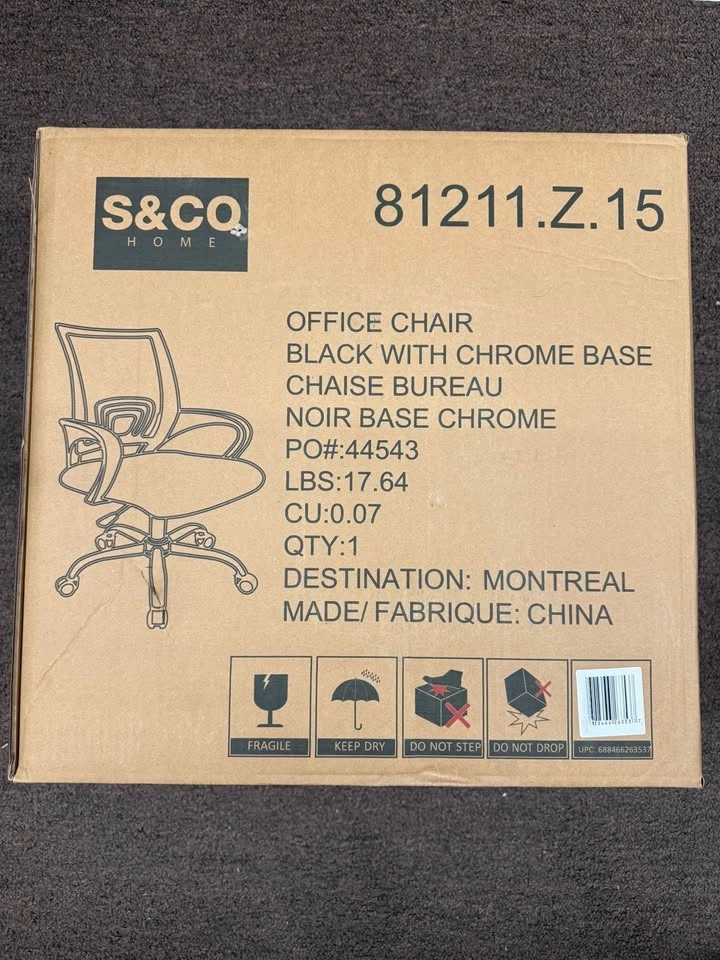 S&CO
HOME
81211.Z.15
OFFICE CHAIR
BLACK WITH CHROME BASE
CHAISE BUREAU
NOIR BASE CHROME
PO#:44543
LBS:17.64
CU:0.07
QTY:1
DESTINATION: MONTREAL
MADE/ FABRIQUE: CHINA
FRAGILE
KEEP DRY
DO NOT STEP
DO NOT DROP
UPC: 688466263537